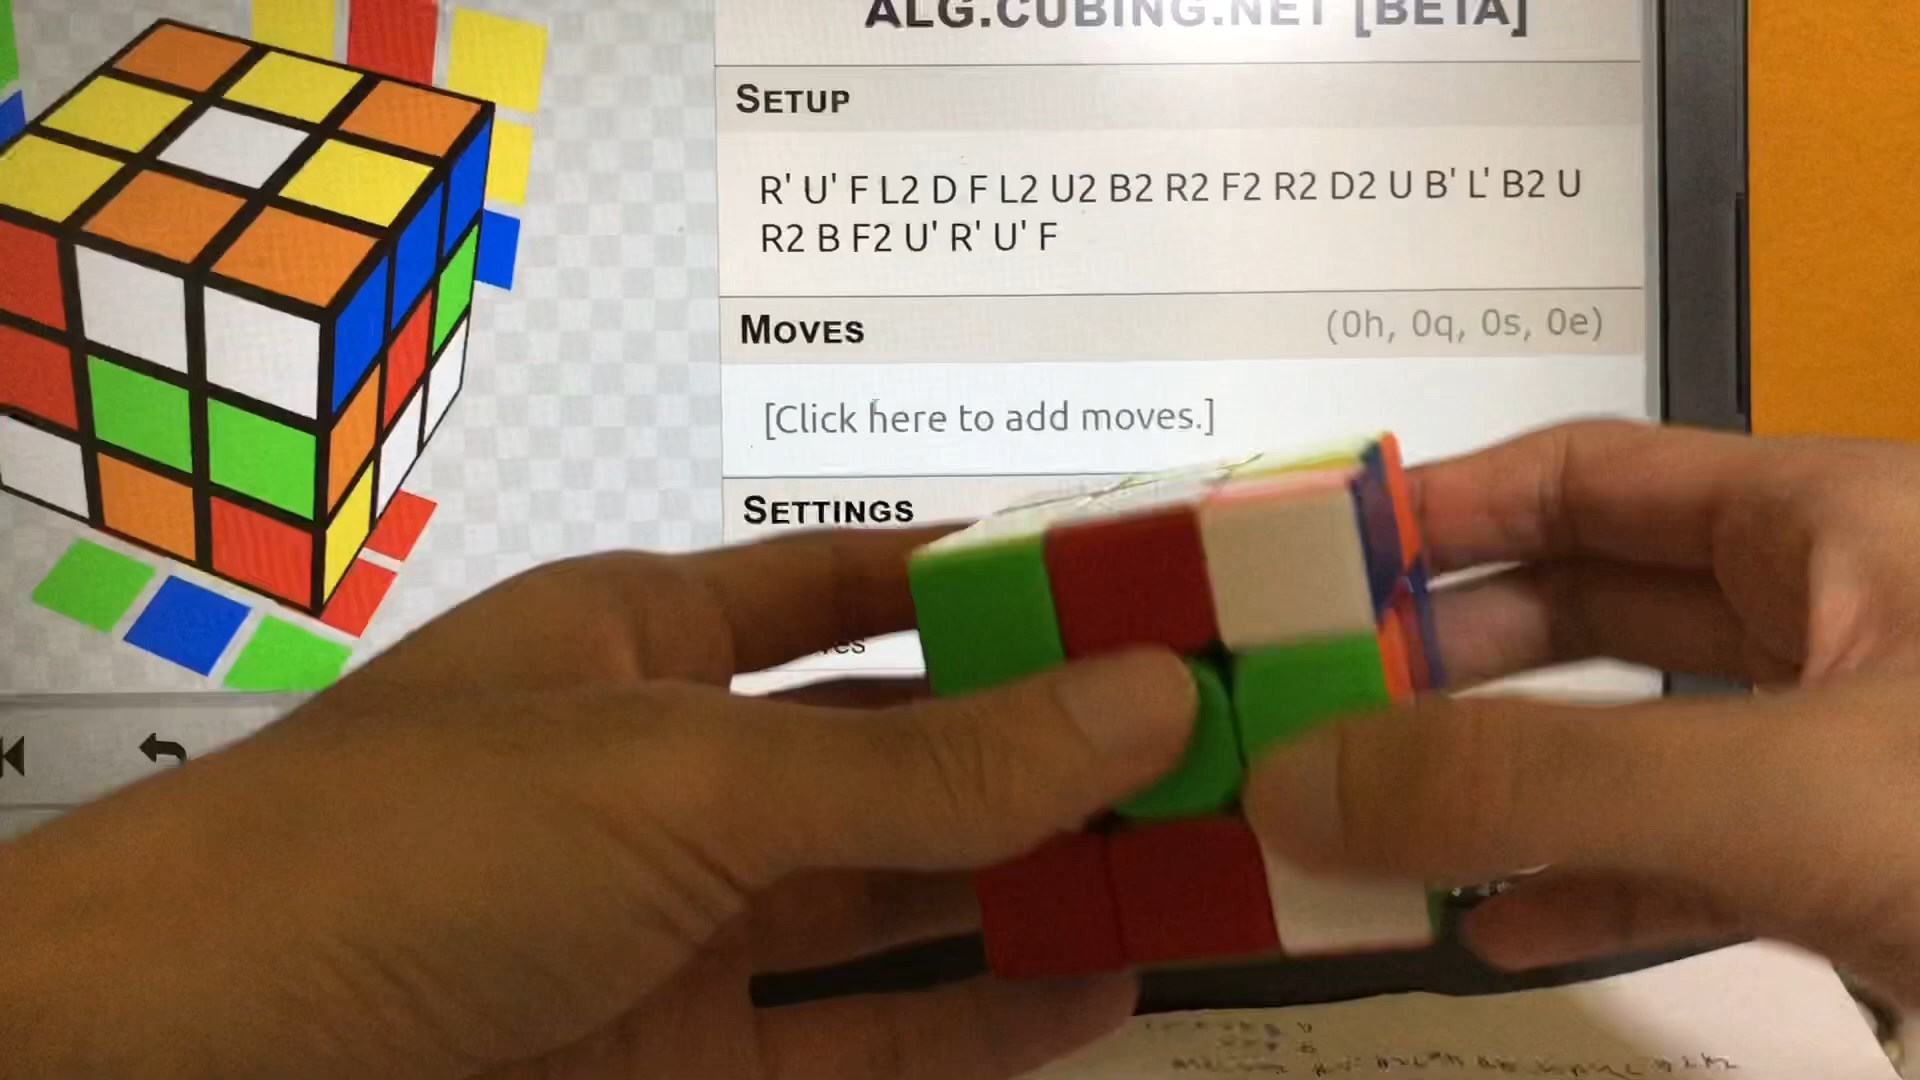 ALG.CUBING.NET [BETA]
SETUP
R' U' F L2 D F L2 U2 B2 R2 F2 R2 D2 U B' L' B2 U
R2 B F2 U' R' U' F
MOVES (0h, 0q, 0s, 0e)
[Click here to add moves.]
SETTINGS